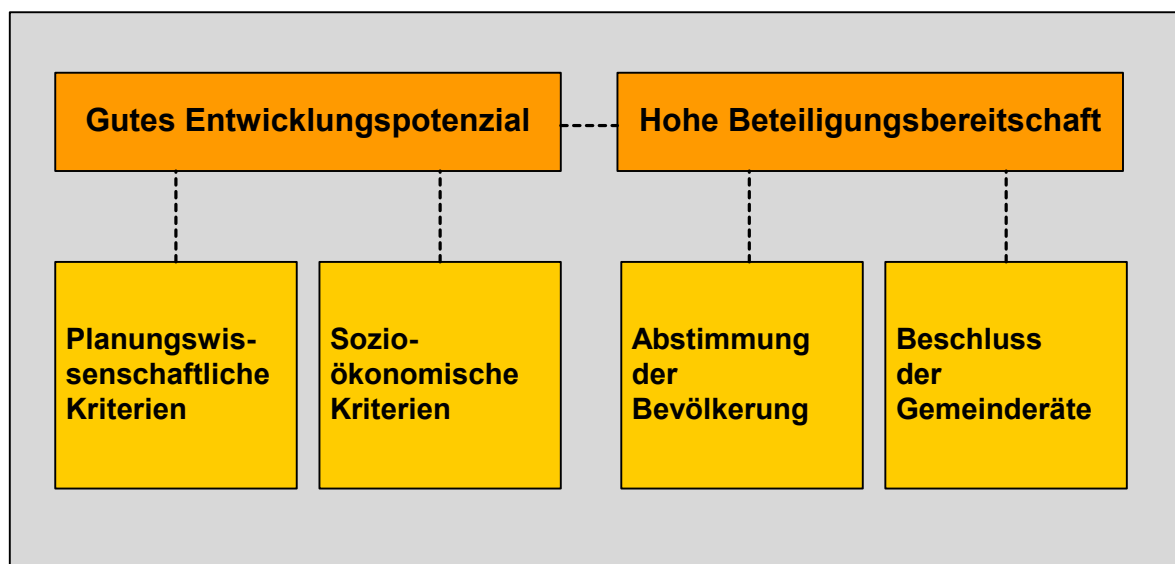 Gutes Entwicklungspotenzial
Hohe Beteiligungsbereitschaft
Planungswis-
senschaftliche
Kriterien
Sozio-
ökonomische
Kriterien
Abstimmung
der
Bevölkerung
Beschluss
der
Gemeinderäte